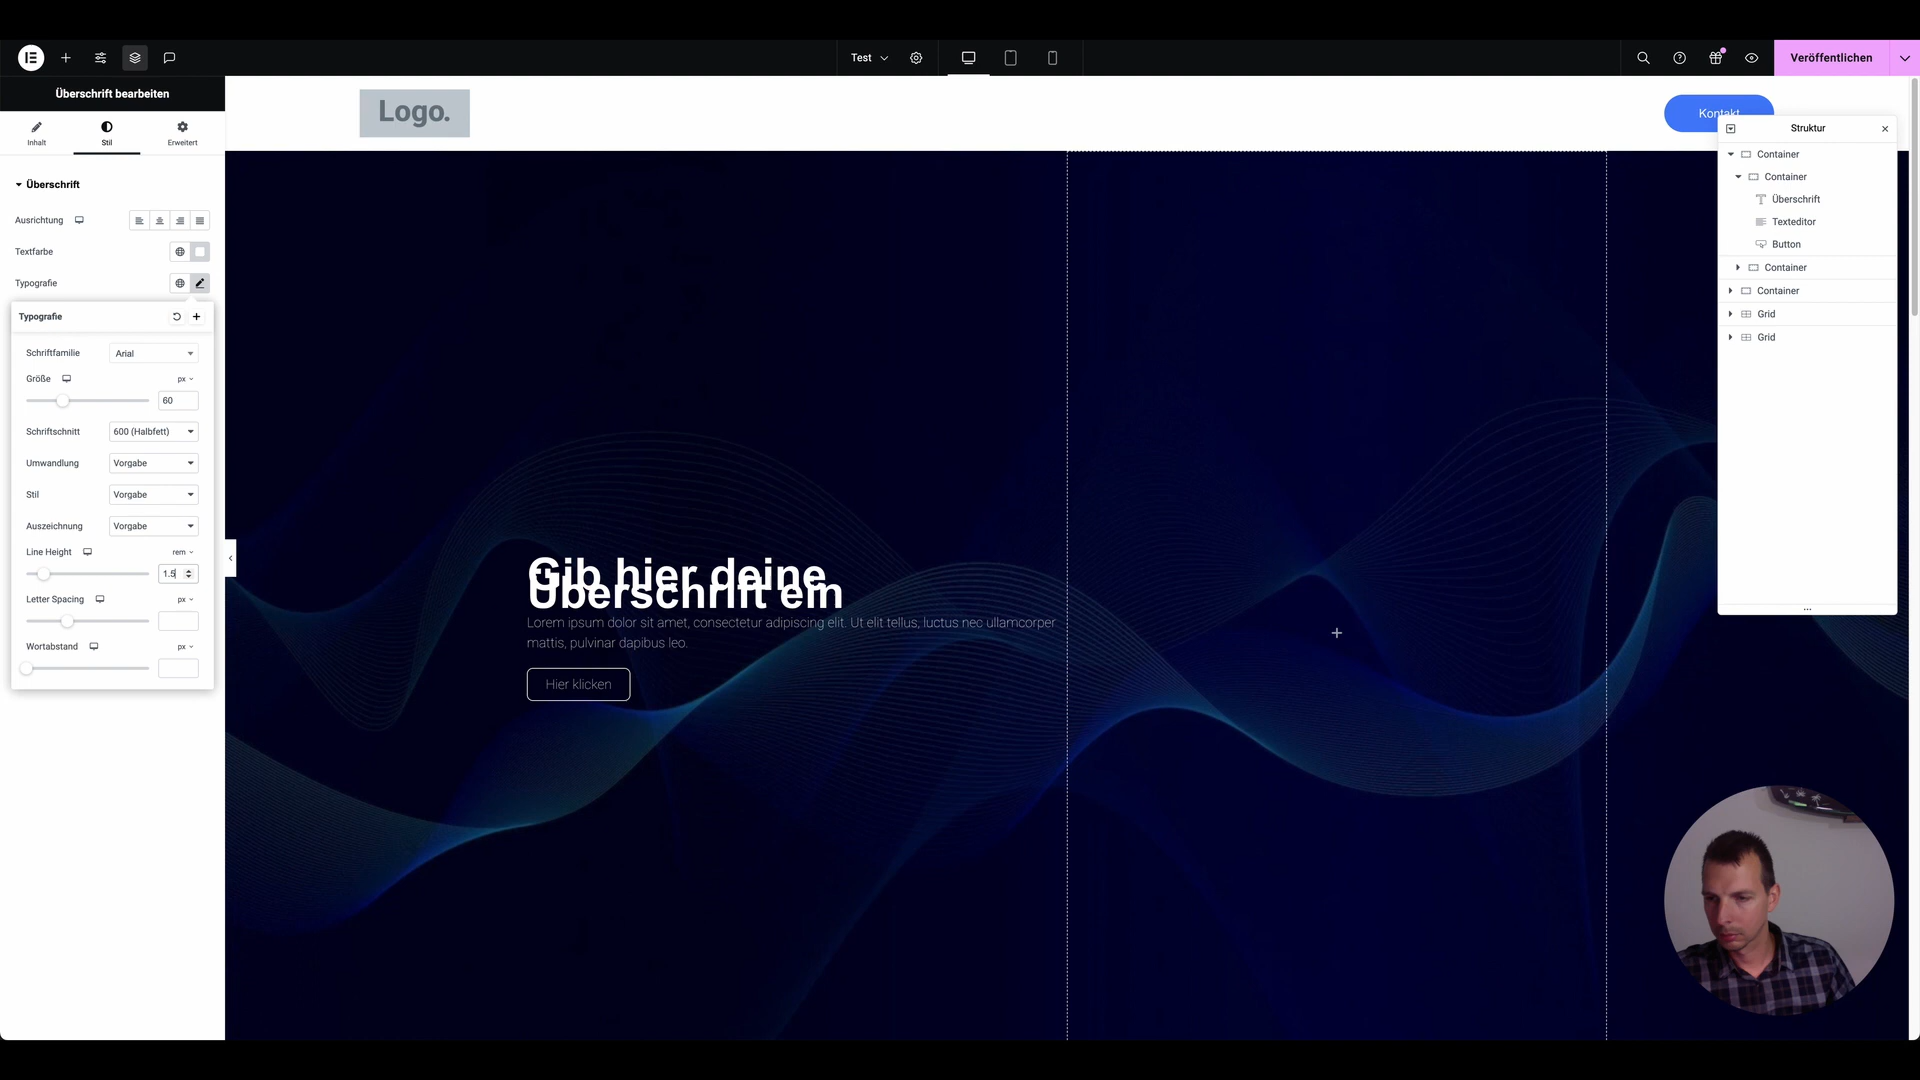 Test
Veröffentlichen
Überschrift bearbeiten
Inhalt
Stil
Erweitert
Logo.
Kontakt
Struktur
Container
Container
Überschrift
Texteditor
Button
Container
Container
Grid
Grid
Überschrift
Ausrichtung
Textfarbe
Typografie
Typografie
Schriftfamilie
Arial
Größe
px
60
Schriftschnitt
600 (Halbfett)
Umwandlung
Vorgabe
Stil
Vorgabe
Auszeichnung
Vorgabe
Line Height
rem
1.5
Letter Spacing
px
Wortabstand
px
Gib hier deine
Überschrift ein
Lorem ipsum dolor sit amet, consectetur adipiscing elit. Ut elit tellus, luctus nec ullamcorper
mattis, pulvinar dapibus leo.
Hier klicken